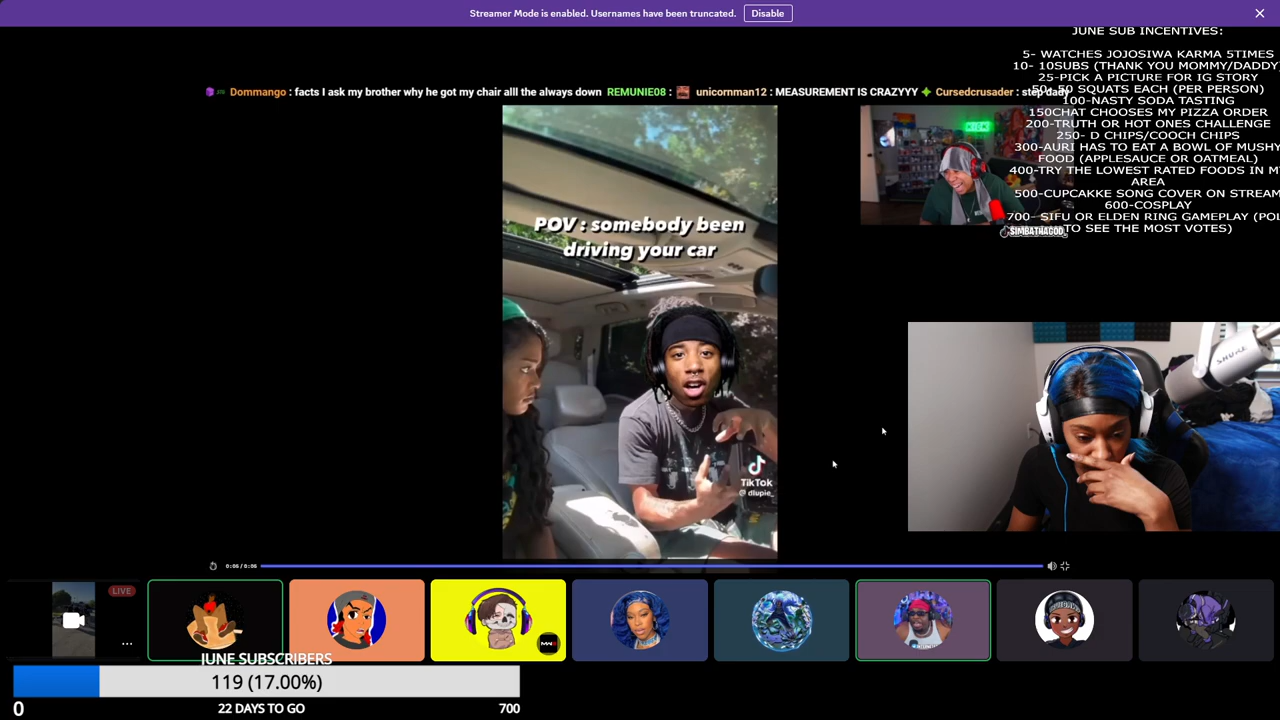 Streamer Mode is enabled. Usernames have been truncated. Disable
JUNE SUB INCENTIVES:
5- WATCHES JOJOSIWA KARMA 5TIMES
10- 10SUBS (THANK YOU MOMMY/DADDY)
25-PICK A PICTURE FOR IG STORY
50- 50 SQUATS EACH (PER PERSON)
100-NASTY SODA TASTING
150CHAT CHOOSES MY PIZZA ORDER
200-TRUTH OR HOT ONES CHALLENGE
250- D CHIPS/COOCH CHIPS
300-AURI HAS TO EAT A BOWL OF MUSHY
FOOD (APPLESAUCE OR OATMEAL)
400-TRY THE LOWEST RATED FOODS IN MY
AREA
500-CUPCAKKE SONG COVER ON STREAM
600-COSPLAY
700- SIFU OR ELDEN RING GAMEPLAY (POLL
TO SEE THE MOST VOTES)
Dommango : facts I ask my brother why he got my chair alll the always down REMUNIE08 : unicornman12 : MEASUREMENT IS CRAZYYY Cursedcrusader : step dady
SIMBATHAGOD
POV : somebody been
driving your car
SHURE
TikTok
@dlupie_
0:06 / 0:06
LIVE
JUNE SUBSCRIBERS
119 (17.00%)
0 22 DAYS TO GO 700